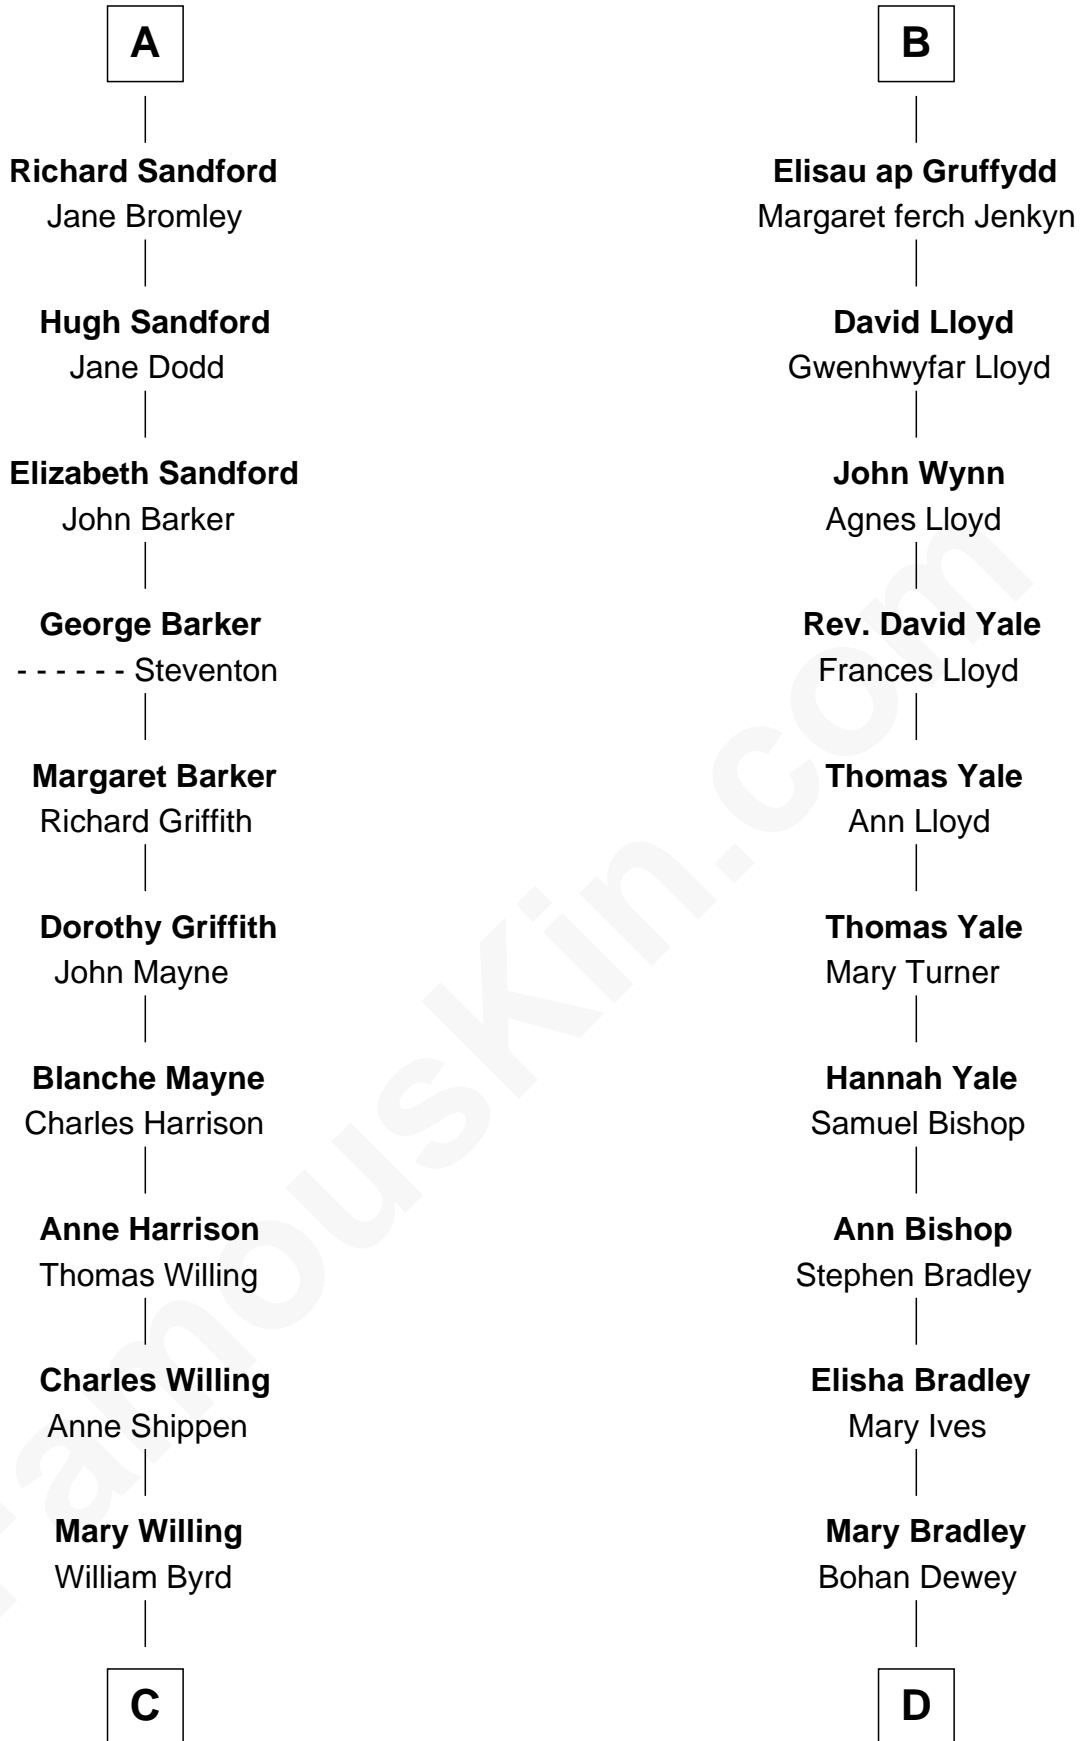 A
Richard Sandford
Jane Bromley
Hugh Sandford
Jane Dodd
Elizabeth Sandford
John Barker
George Barker
- - - - - - Steventon
Margaret Barker
Richard Griffith
Dorothy Griffith
John Mayne
Blanche Mayne
Charles Harrison
Anne Harrison
Thomas Willing
Charles Willing
Anne Shippen
Mary Willing
William Byrd
C
B
Elisau ap Gruffydd
Margaret ferch Jenkyn
David Lloyd
Gwenhwyfar Lloyd
John Wynn
Agnes Lloyd
Rev. David Yale
Frances Lloyd
Thomas Yale
Ann Lloyd
Thomas Yale
Mary Turner
Hannah Yale
Samuel Bishop
Ann Bishop
Stephen Bradley
Elisha Bradley
Mary Ives
Mary Bradley
Bohan Dewey
D
FamousKin.com